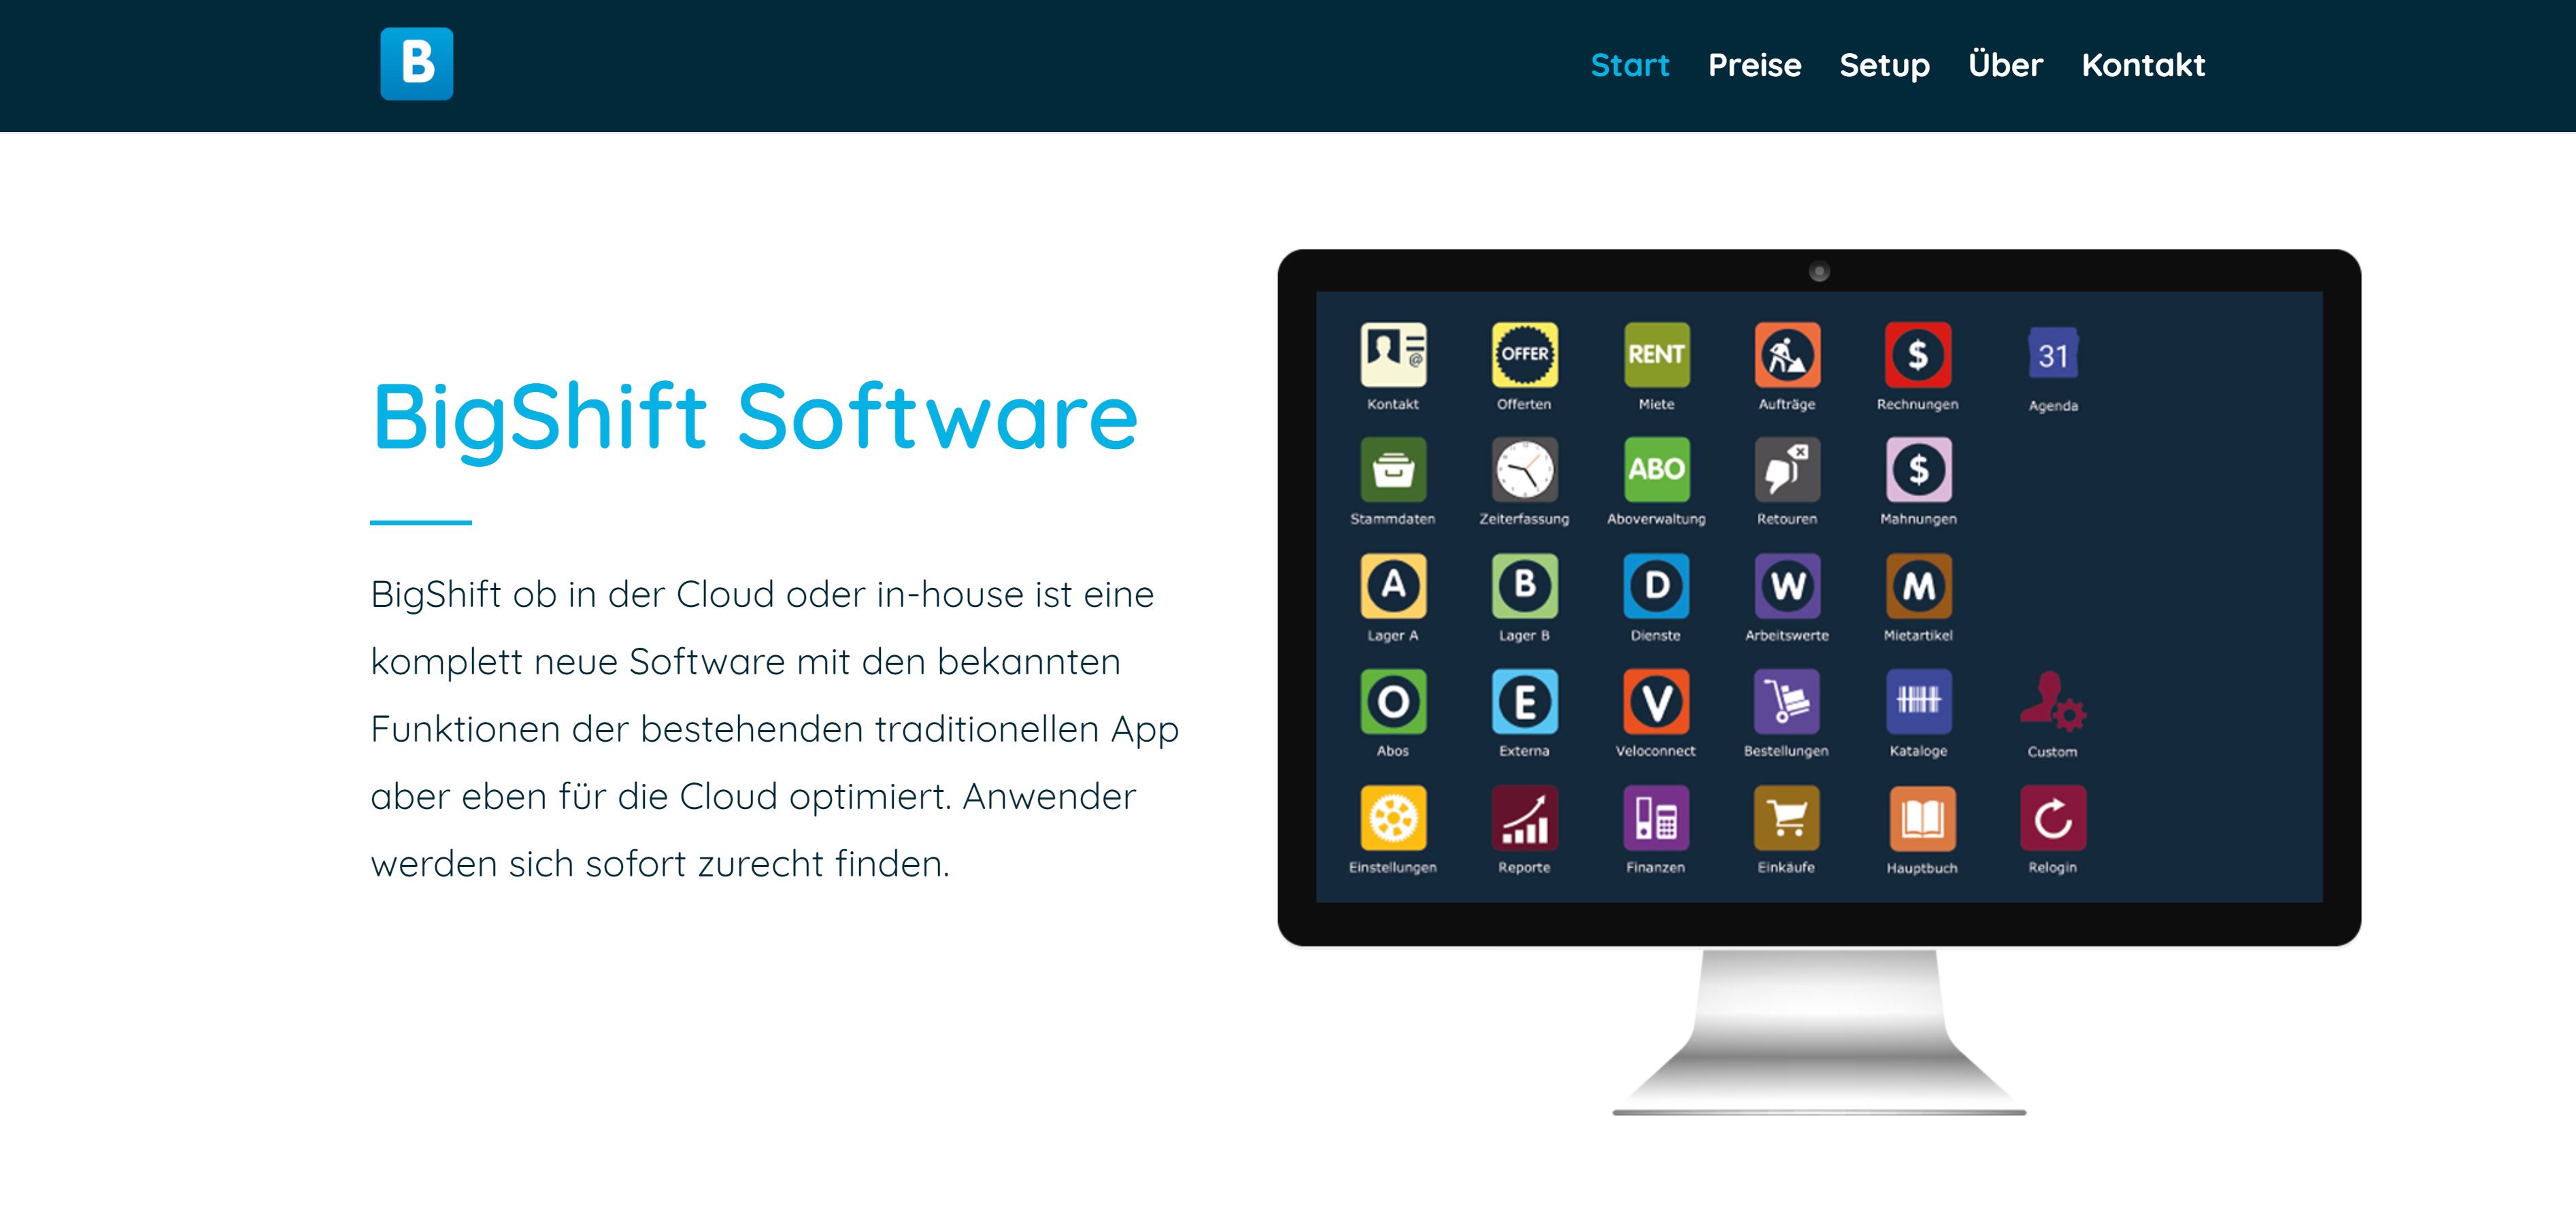 B
Start Preise Setup Über Kontakt
BigShift Software
BigShift ob in der Cloud oder in-house ist eine
komplett neue Software mit den bekannten
Funktionen der bestehenden traditionellen App
aber eben für die Cloud optimiert. Anwender
werden sich sofort zurecht finden.
OFFER RENT $ 31
Kontakt Offerten Miete Aufträge Rechnungen Agenda
ABO $
Stammdaten Zeiterfassung Aboverwaltung Retouren Mahnungen
A B D W M
Lager A Lager B Dienste Arbeitswerte Mietartikel
O E V
Abos Externa Veloconnect Bestellungen Kataloge Custom
Einstellungen Reporte Finanzen Einkäufe Hauptbuch Relogin